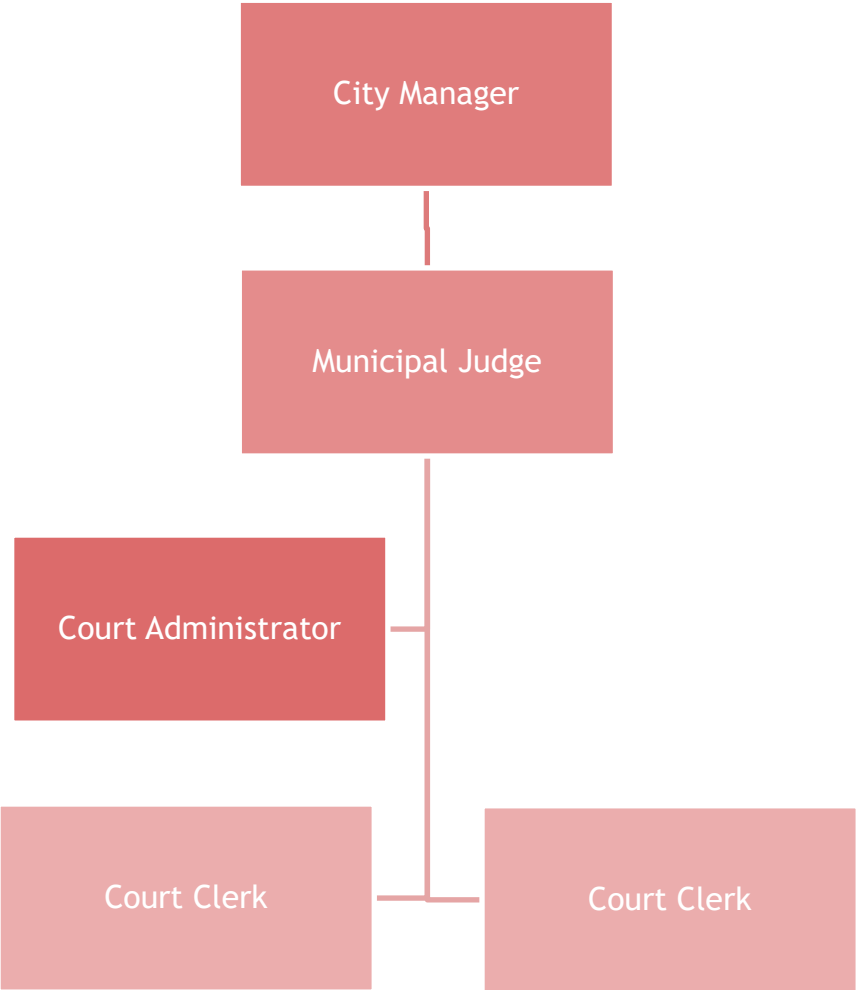 City Manager
Municipal Judge
Court Administrator
Court Clerk
Court Clerk